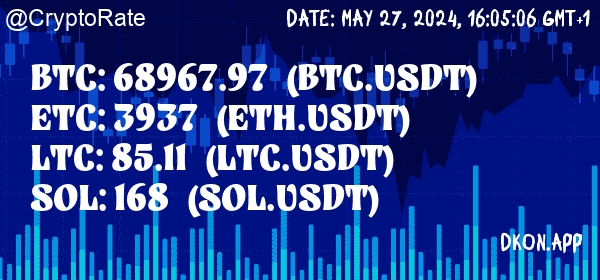 @CryptoRate
DATE: MAY 27, 2024, 16:05:06 GMT+1
BTC: 68967.97 (BTC.USDT)
ETC: 3937 (ETH.USDT)
LTC: 85.11 (LTC.USDT)
SOL: 168 (SOL.USDT)
DKON.APP